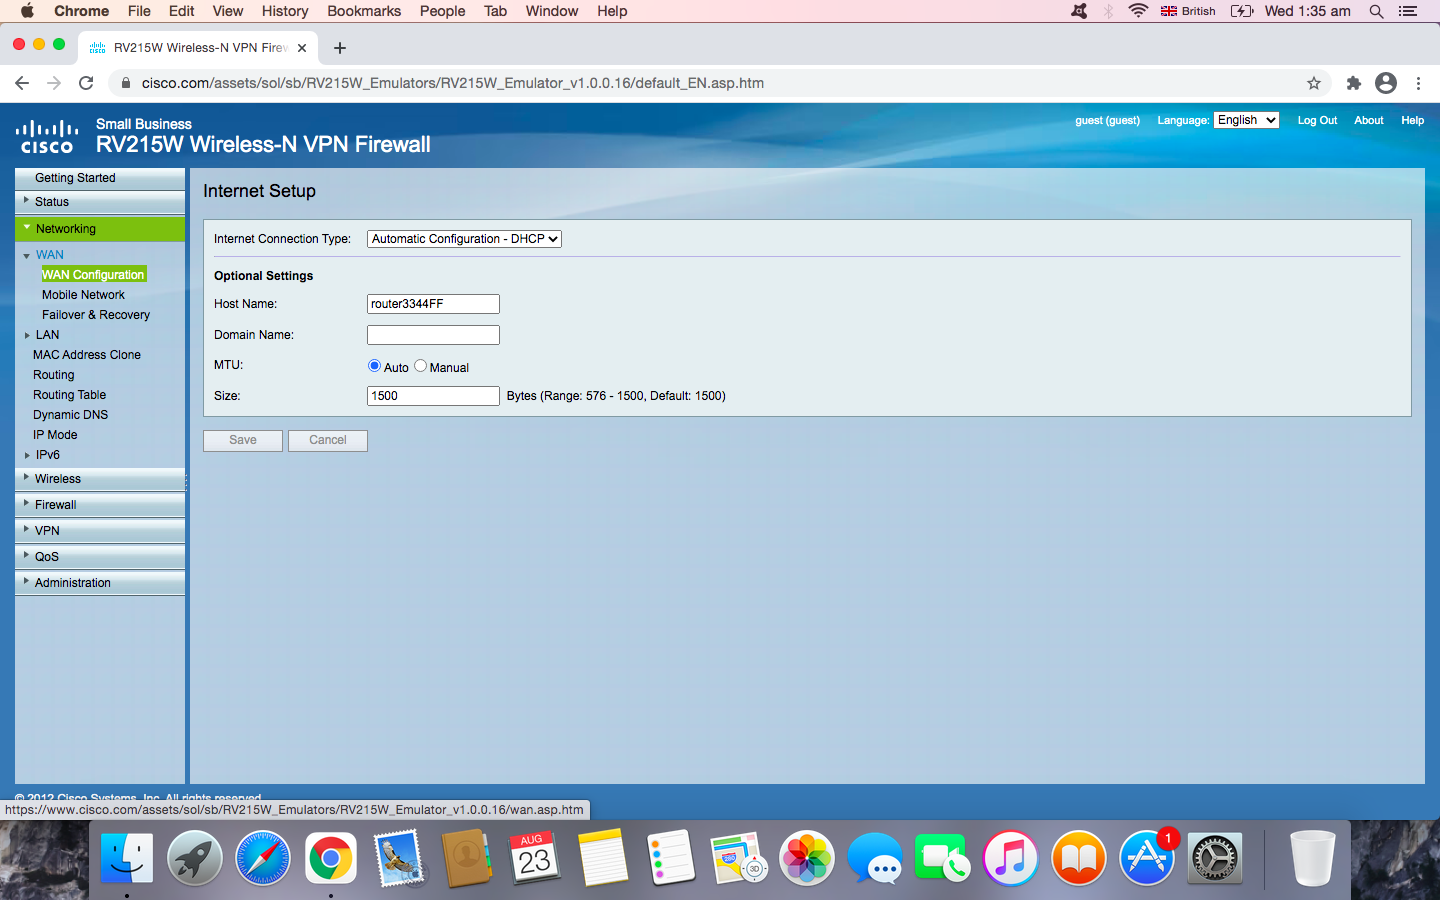 Chrome File Edit View History Bookmarks People Tab Window Help British Wed 1:35 am
RV215W Wireless-N VPN Firew
cisco.com/assets/sol/sb/RV215W_Emulators/RV215W_Emulator_v1.0.0.16/default_EN.asp.htm
cisco
Small Business
RV215W Wireless-N VPN Firewall
guest (guest) Language: English Log Out About Help
Getting Started
Status
Networking
WAN
WAN Configuration
Mobile Network
Failover & Recovery
LAN
MAC Address Clone
Routing
Routing Table
Dynamic DNS
IP Mode
IPv6
Wireless
Firewall
VPN
QoS
Administration
Internet Setup
Internet Connection Type: Automatic Configuration - DHCP
Optional Settings
Host Name: router3344FF
Domain Name:
MTU: Auto Manual
Size: 1500 Bytes (Range: 576 - 1500, Default: 1500)
Save Cancel
© 2012 Cisco Systems, Inc. All rights reserved.
https://www.cisco.com/assets/sol/sb/RV215W_Emulators/RV215W_Emulator_v1.0.0.16/wan.asp.htm
AUG
23
280
3D
1